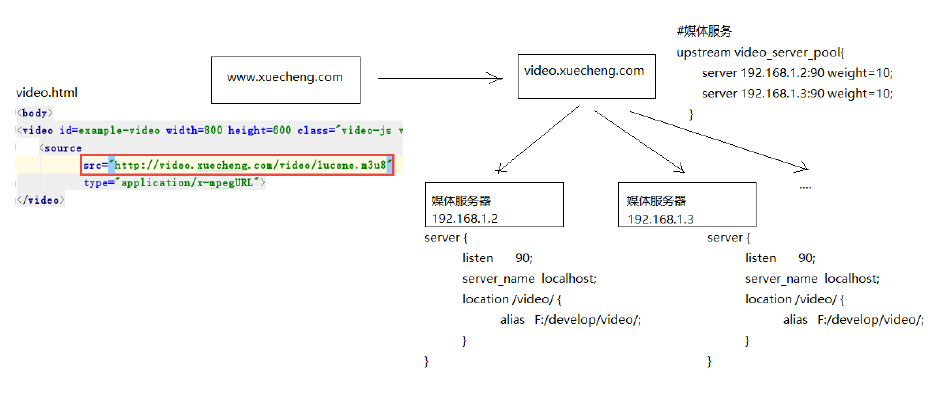 #媒体服务
upstream video_server_pool{
server 192.168.1.2:90 weight=10;
server 192.168.1.3:90 weight=10;
}
www.xuecheng.com
video.xuecheng.com
video.html
<body>
<video id=example-video width=800 height=600 class="video-js v
<source
src="http://video.xuecheng.com/video/lucene.m3u8"
type="application/x-mpegURL">
</video>
媒体服务器
192.168.1.2
server {
listen 90;
server_name localhost;
location /video/ {
alias F:/develop/video/;
}
}
媒体服务器
192.168.1.3
server {
listen 90;
server_name localhost;
location /video/ {
alias F:/develop/video/;
}
}
....